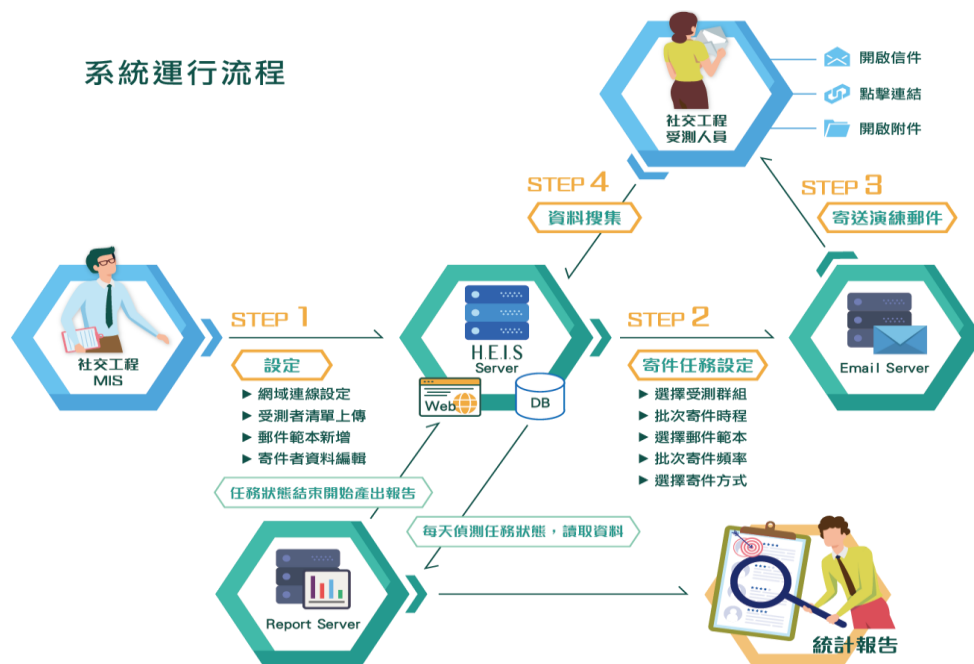 系統運行流程
社交工程
受測人員
開啟信件
點擊連結
開啟附件
STEP 4
資料搜集
STEP 3
寄送演練郵件
社交工程
MIS
STEP 1
設定
網域連線設定
受測者清單上傳
郵件範本新增
寄件者資料編輯
H.E.I.S
Server
Web
DB
STEP 2
寄件任務設定
選擇受測群組
批次寄件時程
選擇郵件範本
批次寄件頻率
選擇寄件方式
Email Server
任務狀態結束開始產出報告
每天偵測任務狀態，讀取資料
Report Server
統計報告